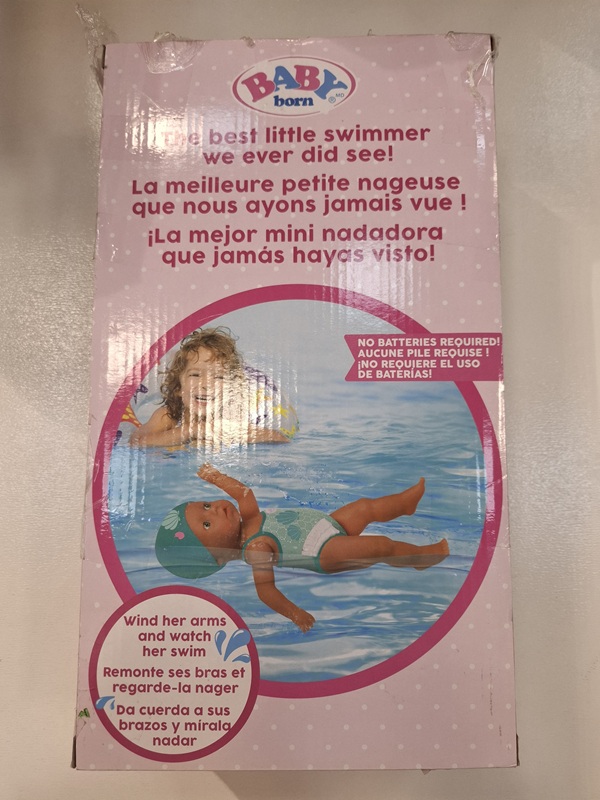 BABY
born ® MD
The best little swimmer
we ever did see!
La meilleure petite nageuse
que nous ayons jamais vue !
¡La mejor mini nadadora
que jamás hayas visto!
NO BATTERIES REQUIRED!
AUCUNE PILE REQUISE !
¡NO REQUIERE EL USO
DE BATERÍAS!
Wind her arms
and watch
her swim
Remonte ses bras et
regarde-la nager
Da cuerda a sus
brazos y mírala
nadar